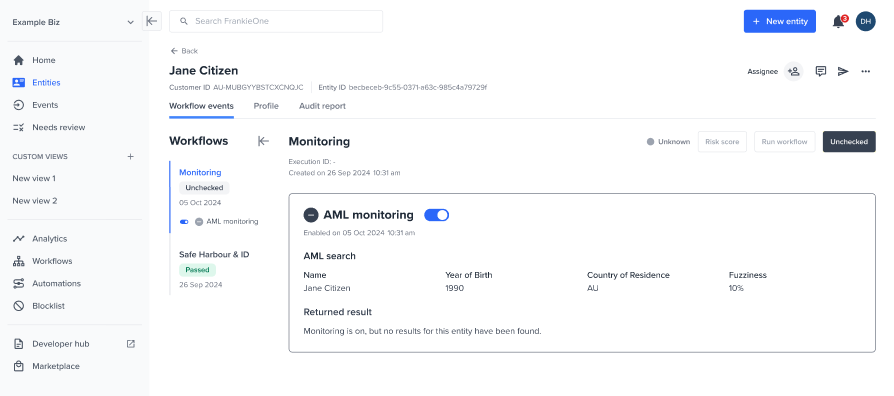 Example Biz
Search FrankieOne
New entity
3
DH
Home
Entities
Events
Needs review
CUSTOM VIEWS
New view 1
New view 2
Analytics
Workflows
Automations
Blocklist
Developer hub
Marketplace
Back
Jane Citizen
Customer ID AU-MUBGYYBSTCXCNQJC Entity ID becbeceb-9c55-0371-a63c-985c4a79729f
Assignee
Workflow events Profile Audit report
Workflows
Monitoring
Unchecked
05 Oct 2024
AML monitoring
Safe Harbour & ID
Passed
26 Sep 2024
Monitoring
Unknown Risk score Run workflow Unchecked
Execution ID: -
Created on 26 Sep 2024 10:31 am
AML monitoring
Enabled on 05 Oct 2024 10:31 am
AML search
Name Year of Birth Country of Residence Fuzziness
Jane Citizen 1990 AU 10%
Returned result
Monitoring is on, but no results for this entity have been found.